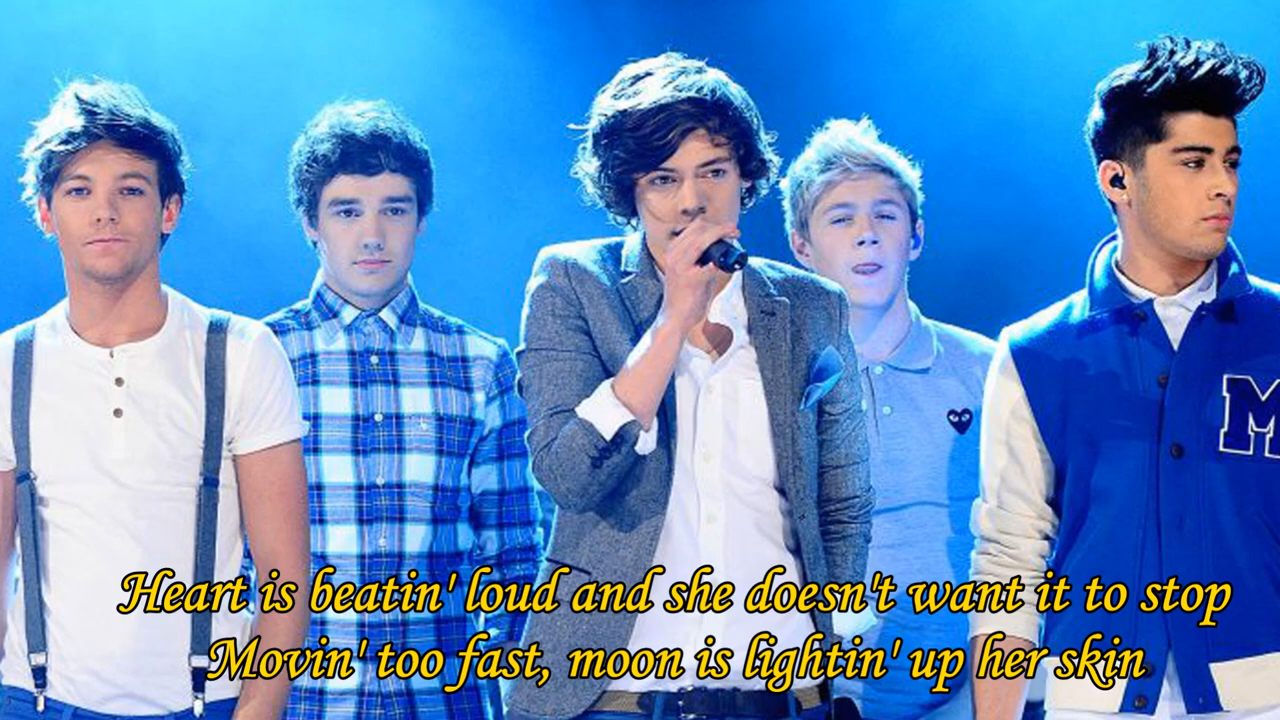 Heart is beatin' loud and she doesn't want it to stop
Movin' too fast, moon is lightin' up her skin
M